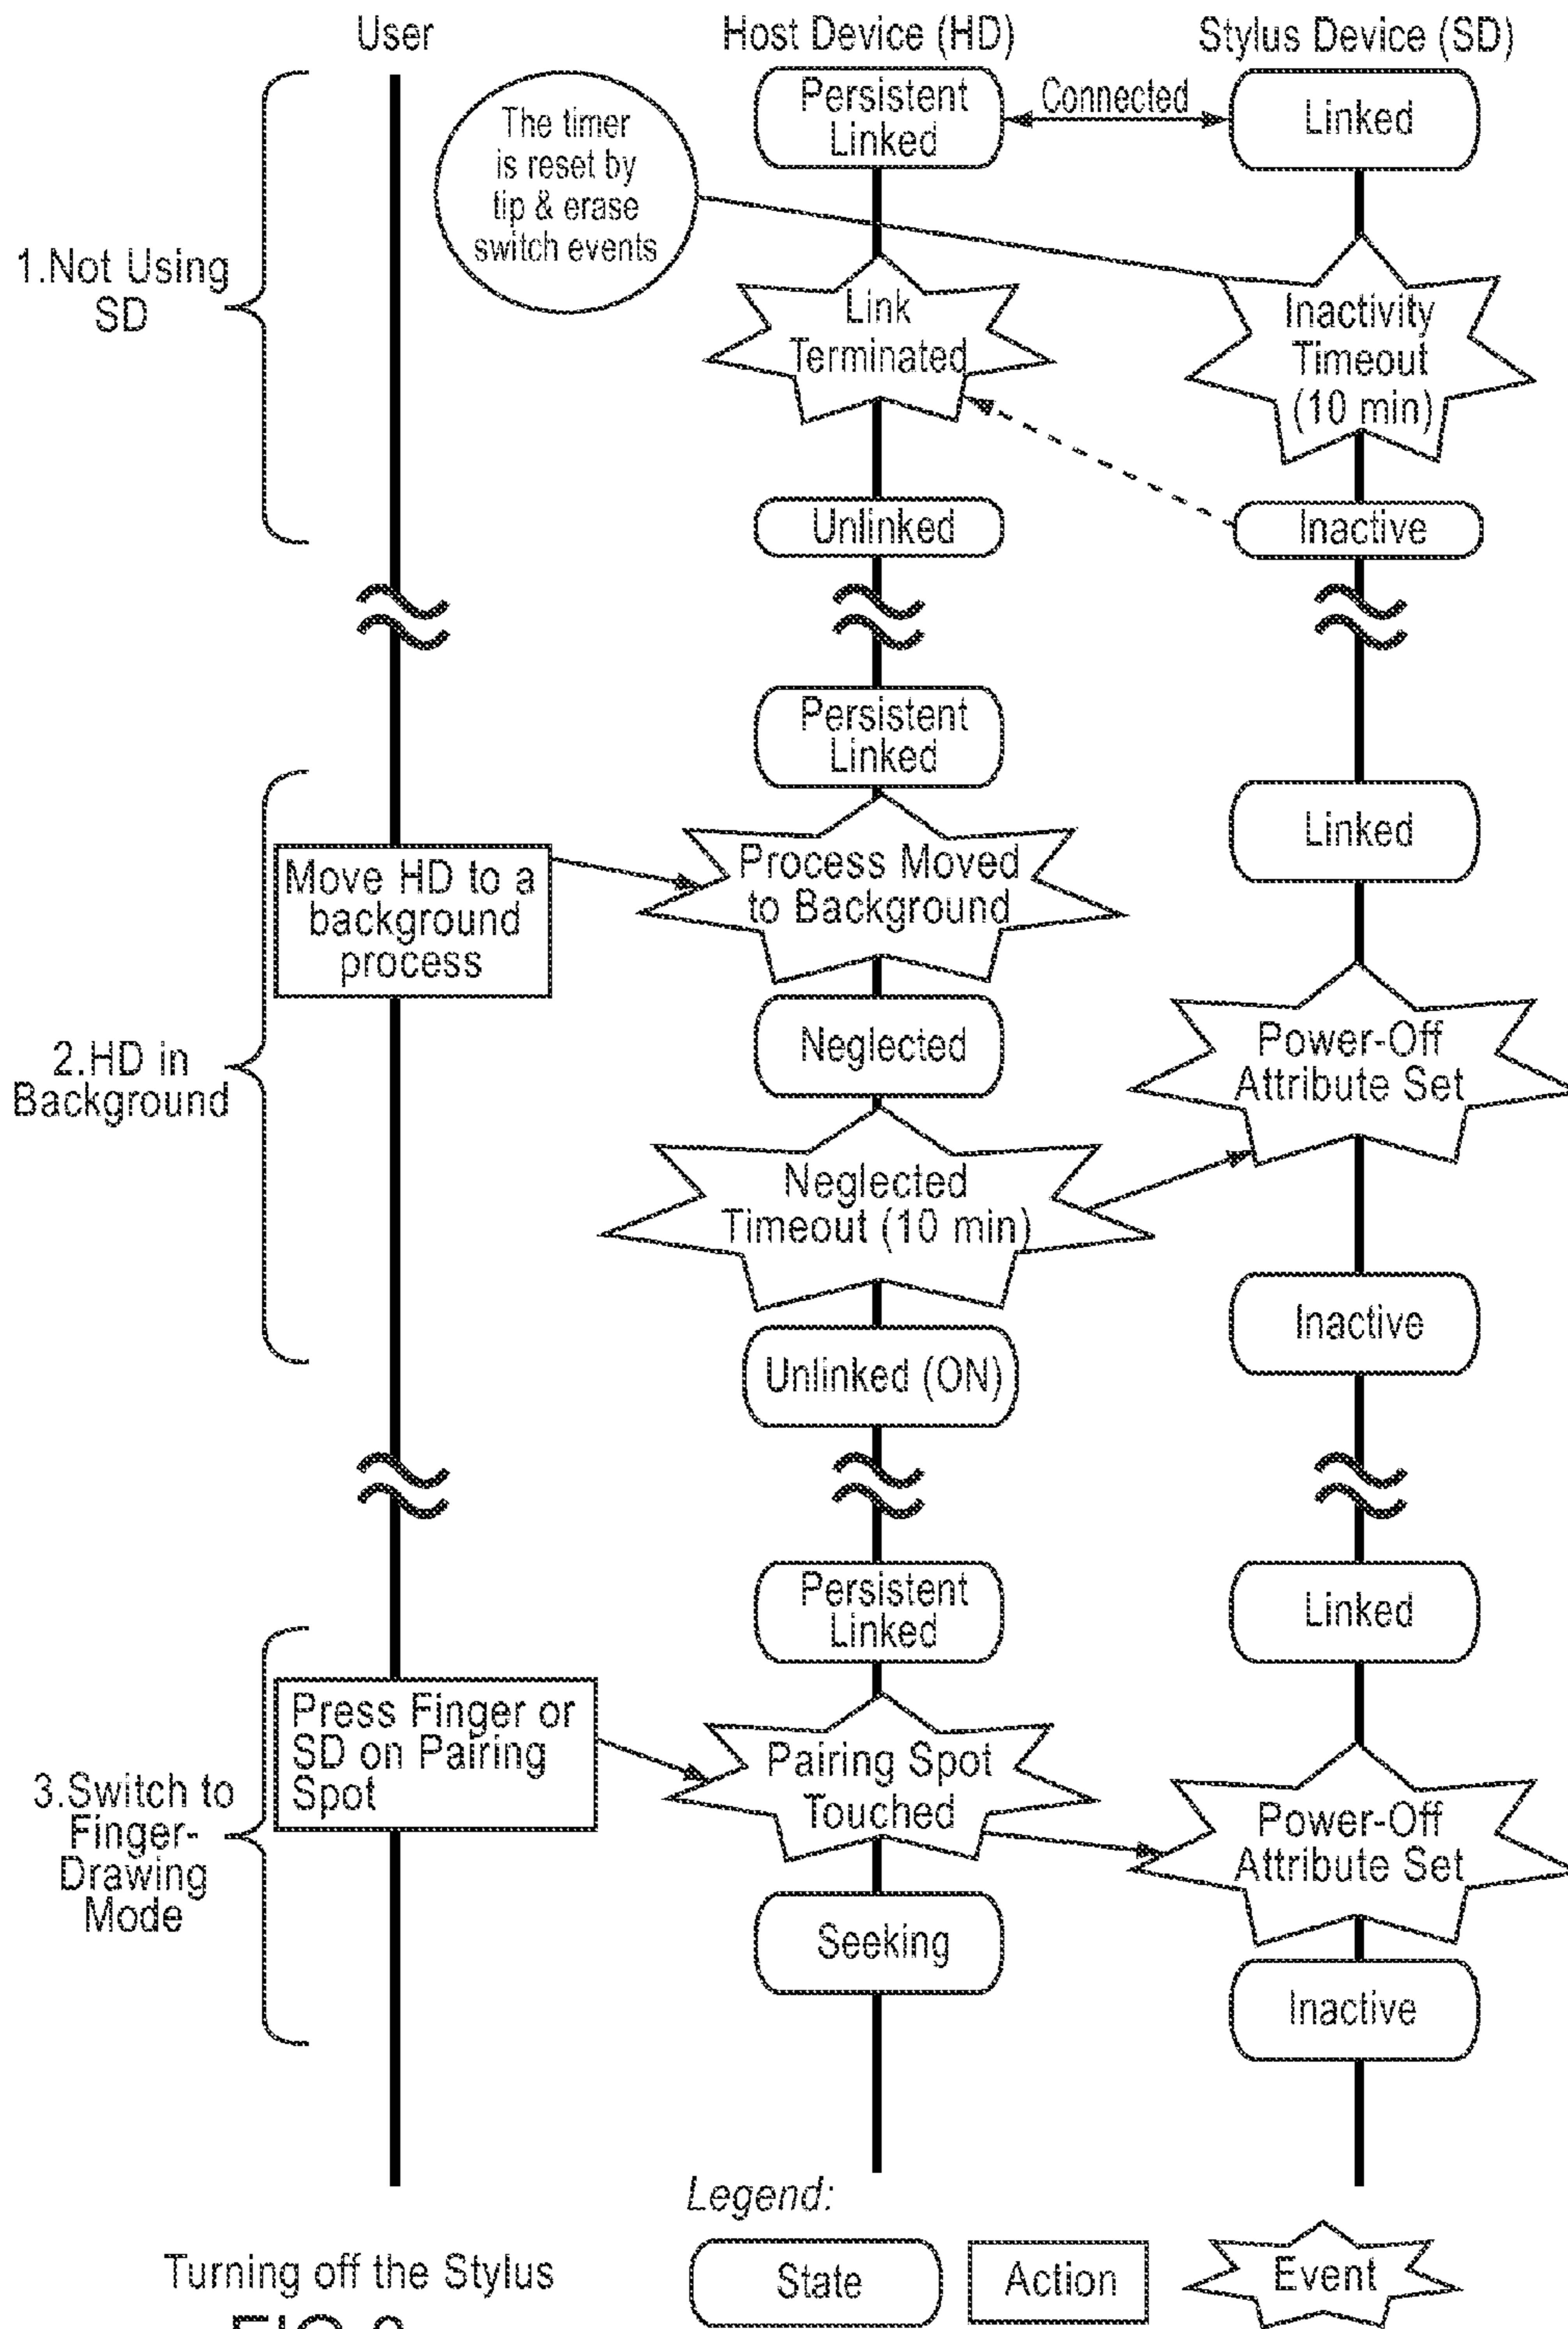 User
Host Device (HD)
Stylus Device (SD)
The timer
is reset by
tip & erase
switch events
Persistent
Linked
Connected
Linked
1.Not Using
SD
Link
Terminated
Inactivity
Timeout
(10 min)
Unlinked
Inactive
Persistent
Linked
Linked
Move HD to a
background
process
Process Moved
to Background
2.HD in
Background
Neglected
Power-Off
Attribute Set
Neglected
Timeout (10 min)
Inactive
Unlinked (ON)
Persistent
Linked
Linked
Press Finger or
SD on Pairing
Spot
Pairing Spot
Touched
3.Switch to
Finger-
Drawing
Mode
Power-Off
Attribute Set
Seeking
Inactive
Legend:
Turning off the Stylus
State
Action
Event